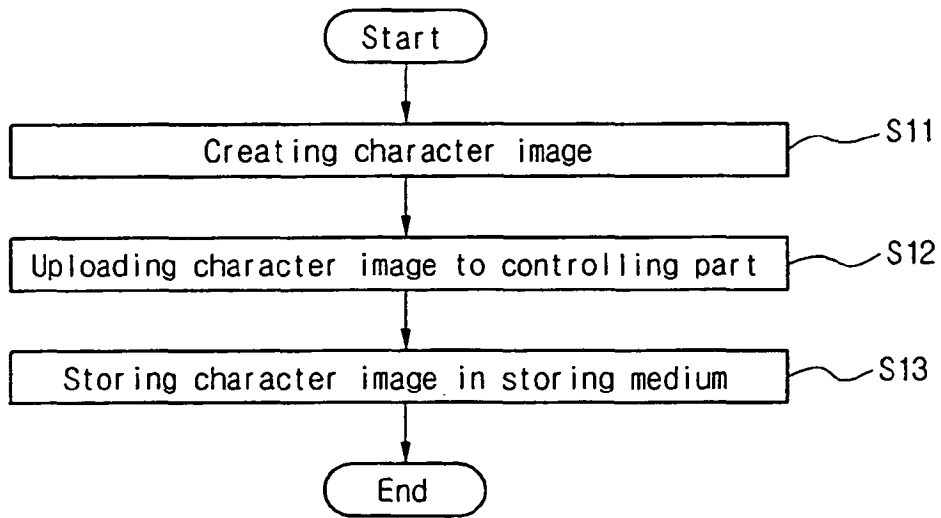 Start
Creating character image
S11
Uploading character image to controlling part
S12
Storing character image in storing medium
S13
End